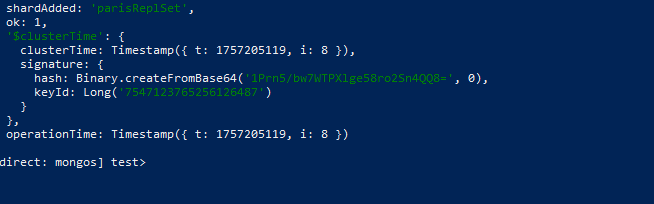 shardAdded: 'parisReplSet',
ok: 1,
'$clusterTime': {
clusterTime: Timestamp({ t: 1757205119, i: 8 }),
signature: {
hash: Binary.createFromBase64('1Prn5/bw7WTPXlge58ro2Sn4QQ8=', 0),
keyId: Long('7547123765256126487')
}
},
operationTime: Timestamp({ t: 1757205119, i: 8 })
direct: mongos] test>